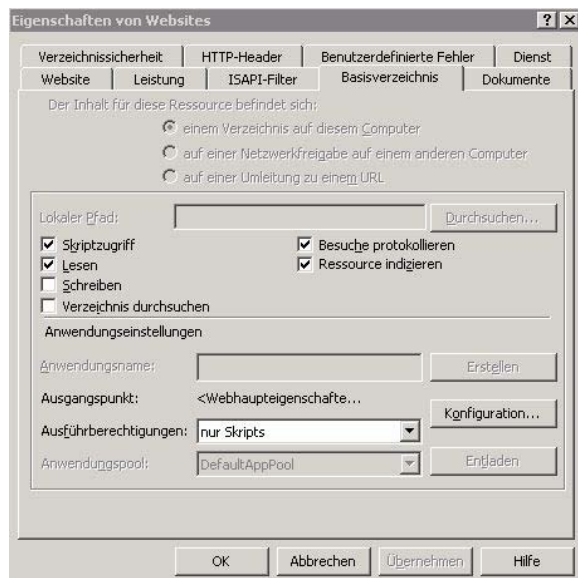 Eigenschaften von Websites
Verzeichnissicherheit HTTP-Header Benutzerdefinierte Fehler Dienst
Website Leistung ISAPI-Filter Basisverzeichnis Dokumente
Der Inhalt für diese Ressource befindet sich:
einem Verzeichnis auf diesem Computer
auf einer Netzwerkfreigabe auf einem anderen Computer
auf einer Umleitung zu einem URL
Lokaler Pfad: Durchsuchen...
Skriptzugriff Besuche protokollieren
Lesen Ressource indizieren
Schreiben
Verzeichnis durchsuchen
Anwendungseinstellungen
Anwendungsname: Erstellen
Ausgangspunkt: <Webhaupteigenschafte...
Konfiguration...
Ausführberechtigungen: nur Skripts
Anwendungspool: DefaultAppPool Entladen
OK Abbrechen Übernehmen Hilfe